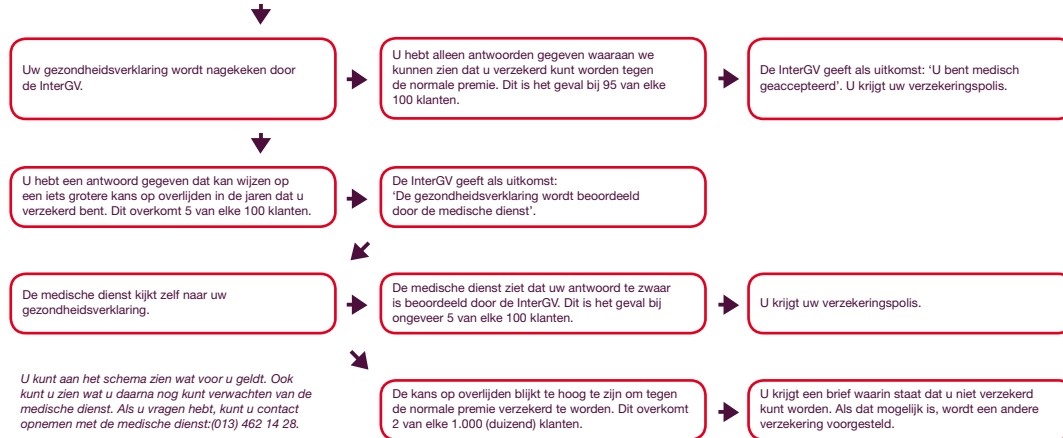 Uw gezondheidsverklaring wordt nagekeken door
de InterGV.
U hebt alleen antwoorden gegeven waaraan we
kunnen zien dat u verzekerd kunt worden tegen
de normale premie. Dit is het geval bij 95 van elke
100 klanten.
De InterGV geeft als uitkomst: ‘U bent medisch
geaccepteerd’. U krijgt uw verzekeringspolis.
U hebt een antwoord gegeven dat kan wijzen op
een iets grotere kans op overlijden in de jaren dat u
verzekerd bent. Dit overkomt 5 van elke 100 klanten.
De InterGV geeft als uitkomst:
‘De gezondheidsverklaring wordt beoordeeld
door de medische dienst’.
De medische dienst kijkt zelf naar uw
gezondheidsverklaring.
De medische dienst ziet dat uw antwoord te zwaar
is beoordeeld door de InterGV. Dit is het geval bij
ongeveer 5 van elke 100 klanten.
U krijgt uw verzekeringspolis.
U kunt aan het schema zien wat voor u geldt. Ook
kunt u zien wat u daarna nog kunt verwachten van de
medische dienst. Als u vragen hebt, kunt u contact
opnemen met de medische dienst:(013) 462 14 28.
De kans op overlijden blijkt te hoog te zijn om tegen
de normale premie verzekerd te worden. Dit overkomt
2 van elke 1.000 (duizend) klanten.
U krijgt een brief waarin staat dat u niet verzekerd
kunt worden. Als dat mogelijk is, wordt een andere
verzekering voorgesteld.